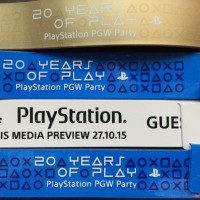 20 YEARS
OF PLAY
PlayStation PGW Party
20 YEARS
OF PLAY
PlayStation PGW Party
PlayStation®
IS MEDIA PREVIEW 27.10.15
GUES
20 YEARS
OF PLAY
PlayStation PGW Party